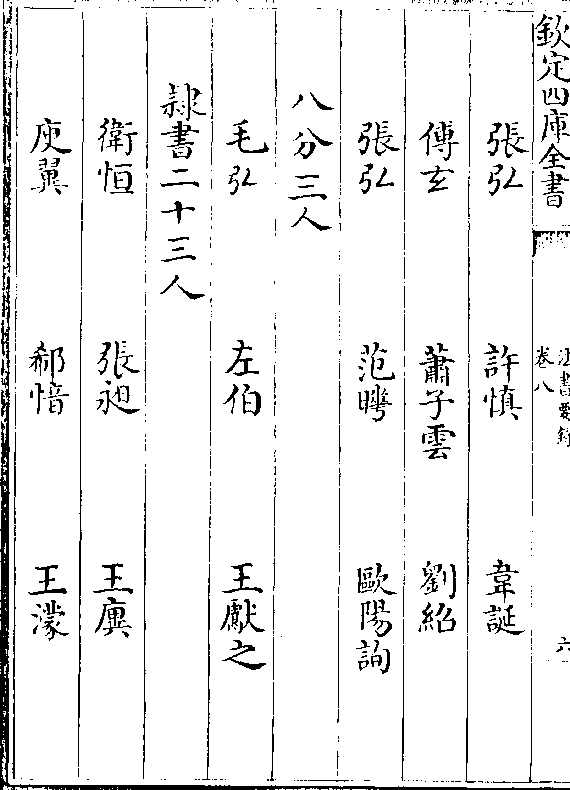 欽定四庫全書
法書要錄
卷八
六
張弘 許慎 韋誕
傅玄 蕭子雲 劉紹
張弘 范曄 歐陽詢
八分三人
毛弘 左伯 王獻之
隸書二十三人
衛恒 張昶 王廙
庾翼 郗愔 王濛